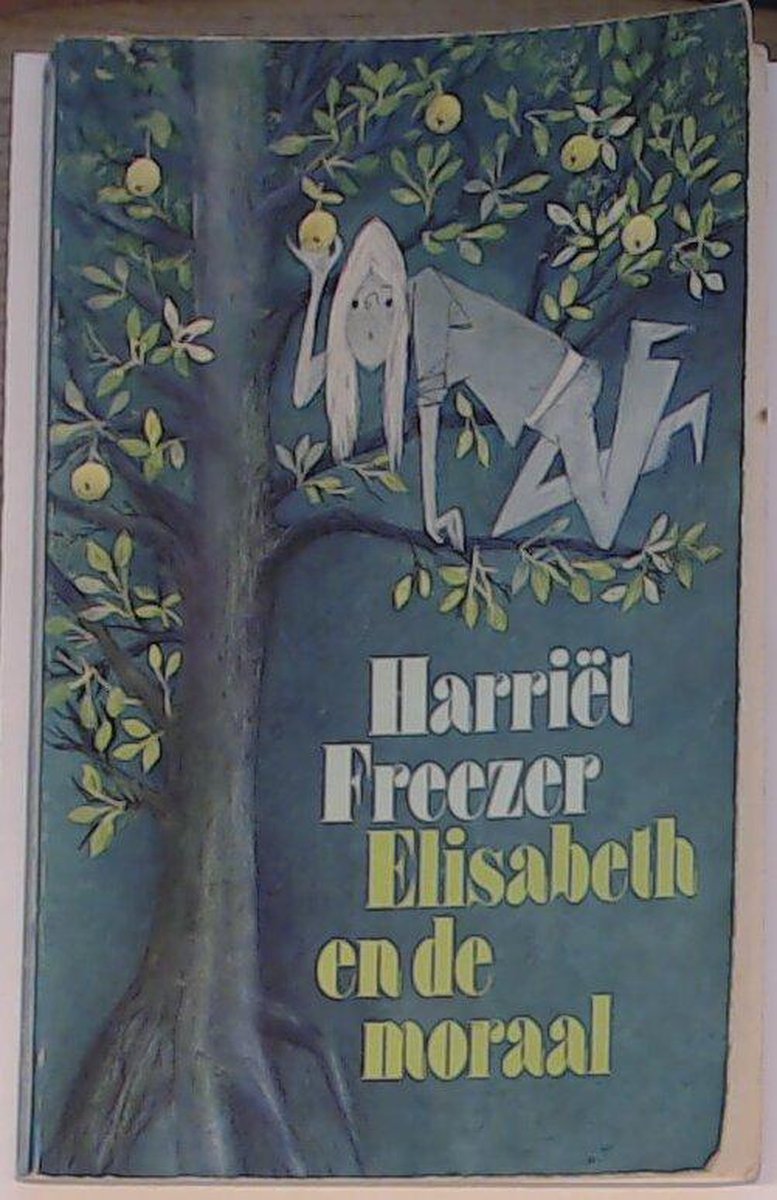 Harriët
Freezer
Elisabeth
en de
moraal